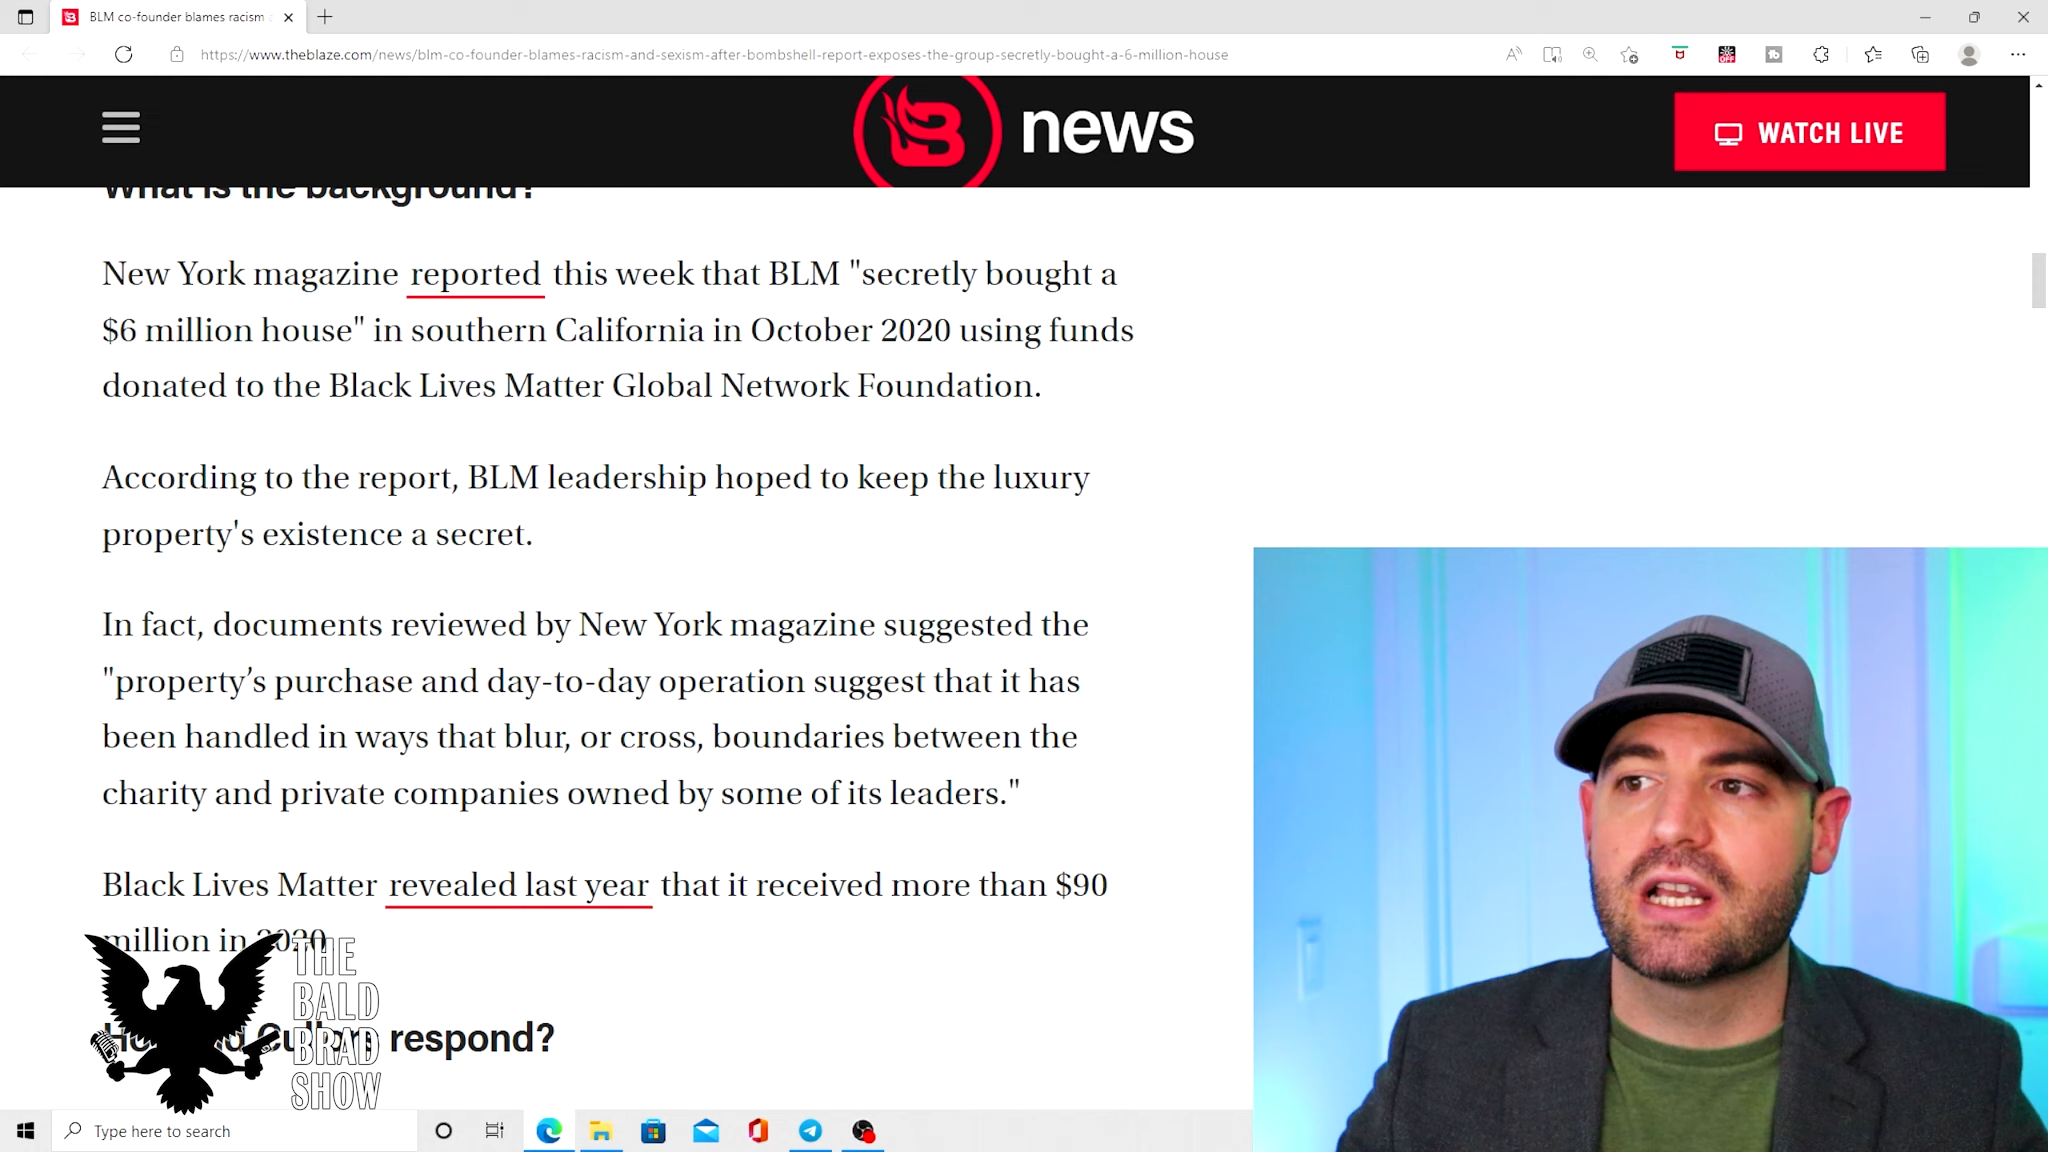 BLM co-founder blames racism
https://www.theblaze.com/news/blm-co-founder-blames-racism-and-sexism-after-bombshell-report-exposes-the-group-secretly-bought-a-6-million-house
news
WATCH LIVE
What is the background?
New York magazine reported this week that BLM "secretly bought a
$6 million house" in southern California in October 2020 using funds
donated to the Black Lives Matter Global Network Foundation.
According to the report, BLM leadership hoped to keep the luxury
property's existence a secret.
In fact, documents reviewed by New York magazine suggested the
"property’s purchase and day-to-day operation suggest that it has
been handled in ways that blur, or cross, boundaries between the
charity and private companies owned by some of its leaders."
Black Lives Matter revealed last year that it received more than $90
million in 2020
THE
BALD
BRAD
SHOW
respond?
Type here to search